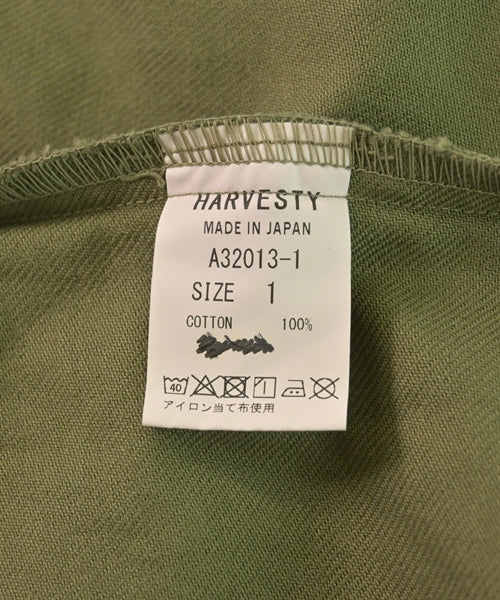 HARVESTY
MADE IN JAPAN
A32013-1
SIZE 1
COTTON 100%
40
アイロン当て布使用